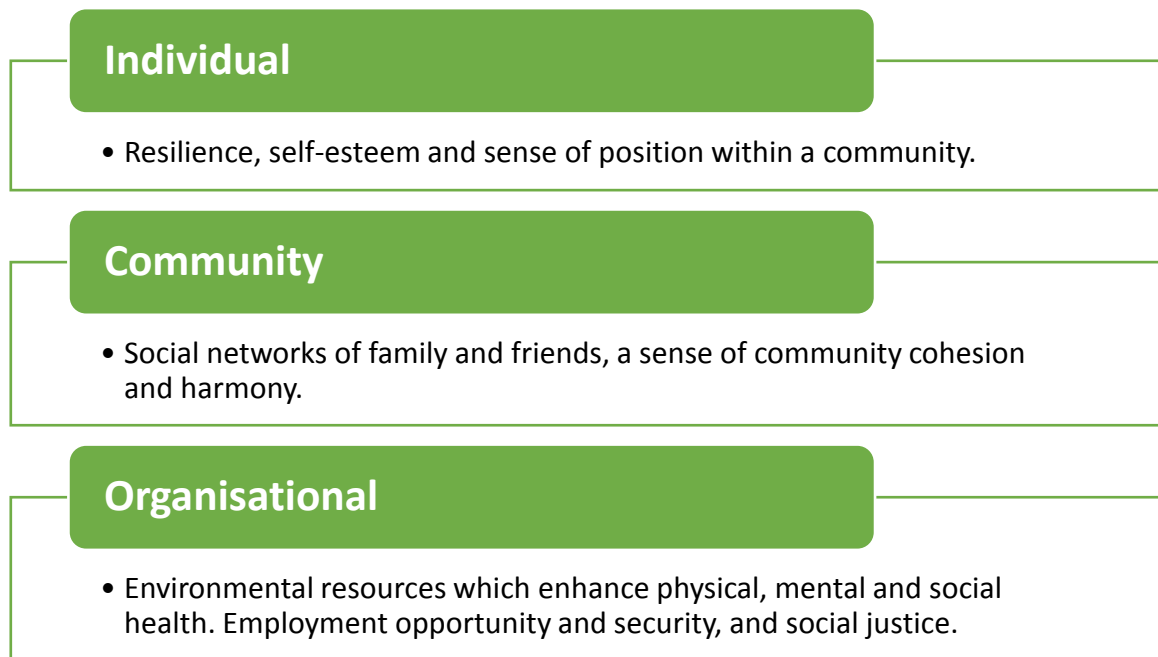 Individual
• Resilience, self-esteem and sense of position within a community.
Community
• Social networks of family and friends, a sense of community cohesion
and harmony.
Organisational
• Environmental resources which enhance physical, mental and social
health. Employment opportunity and security, and social justice.